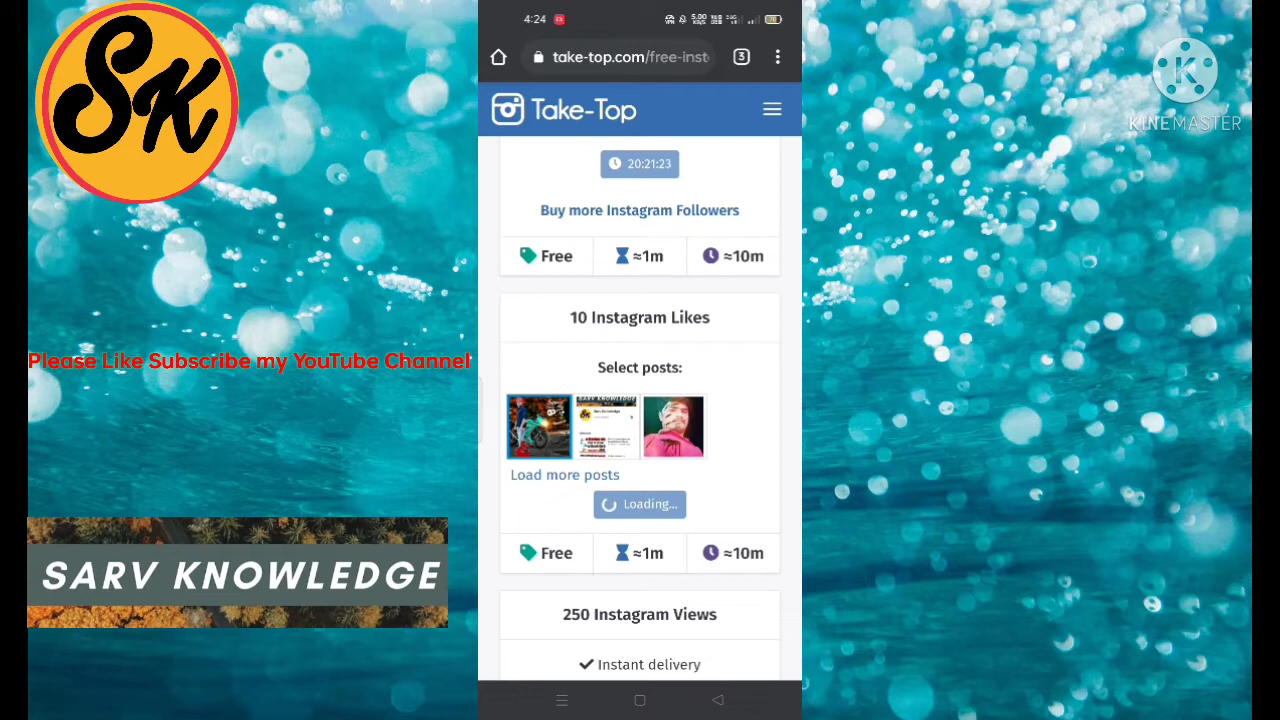 SK
Please Like Subscribe my YouTube Channel
SARV KNOWLEDGE
4:24
take-top.com/free-inst
3
Take-Top
20:21:23
Buy more Instagram Followers
Free ≈1m ≈10m
10 Instagram Likes
Select posts:
Load more posts
Loading...
Free ≈1m ≈10m
250 Instagram Views
Instant delivery
K
KINEMASTER